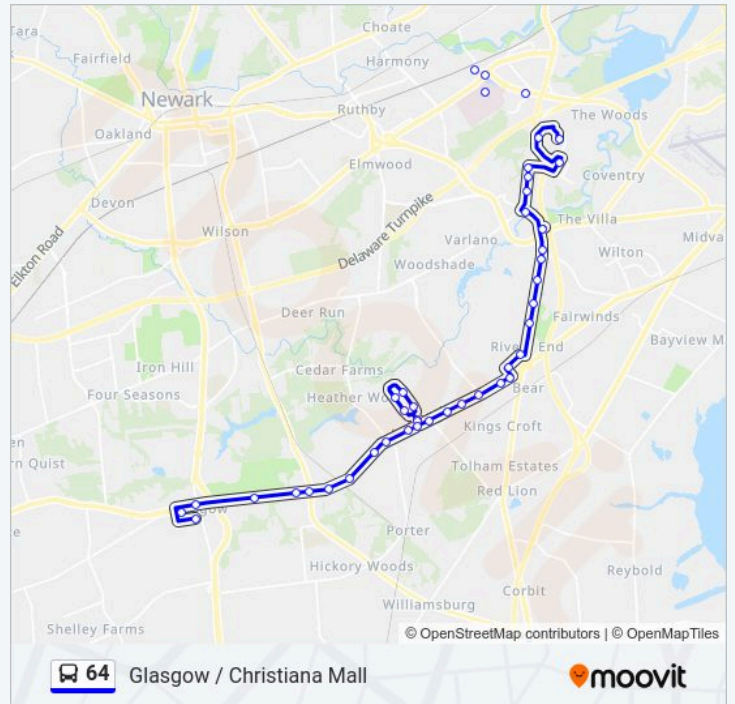 Choate
Tara
Fairfield
Harmony
Newark
Ruthby
The Woods
Oakland
Elmwood
Coventry
Devon
Delaware Turnpike
The Villa
Elkton Road
Wilson
Varlano
Midva
Woodshade
Wilton
Deer Run
Fairwinds
Bayview M
Iron Hill
Cedar Farms
Four Seasons
Heather Wo
Bear
Kings Croft
en
rn Quist
Tolham Estates
Red Lion
e
Porter
Hickory Woods
Reybold
Corbit
Williamsburg
Shelley Farms
© OpenStreetMap contributors | © OpenMapTiles
64 Glasgow / Christiana Mall
moovit